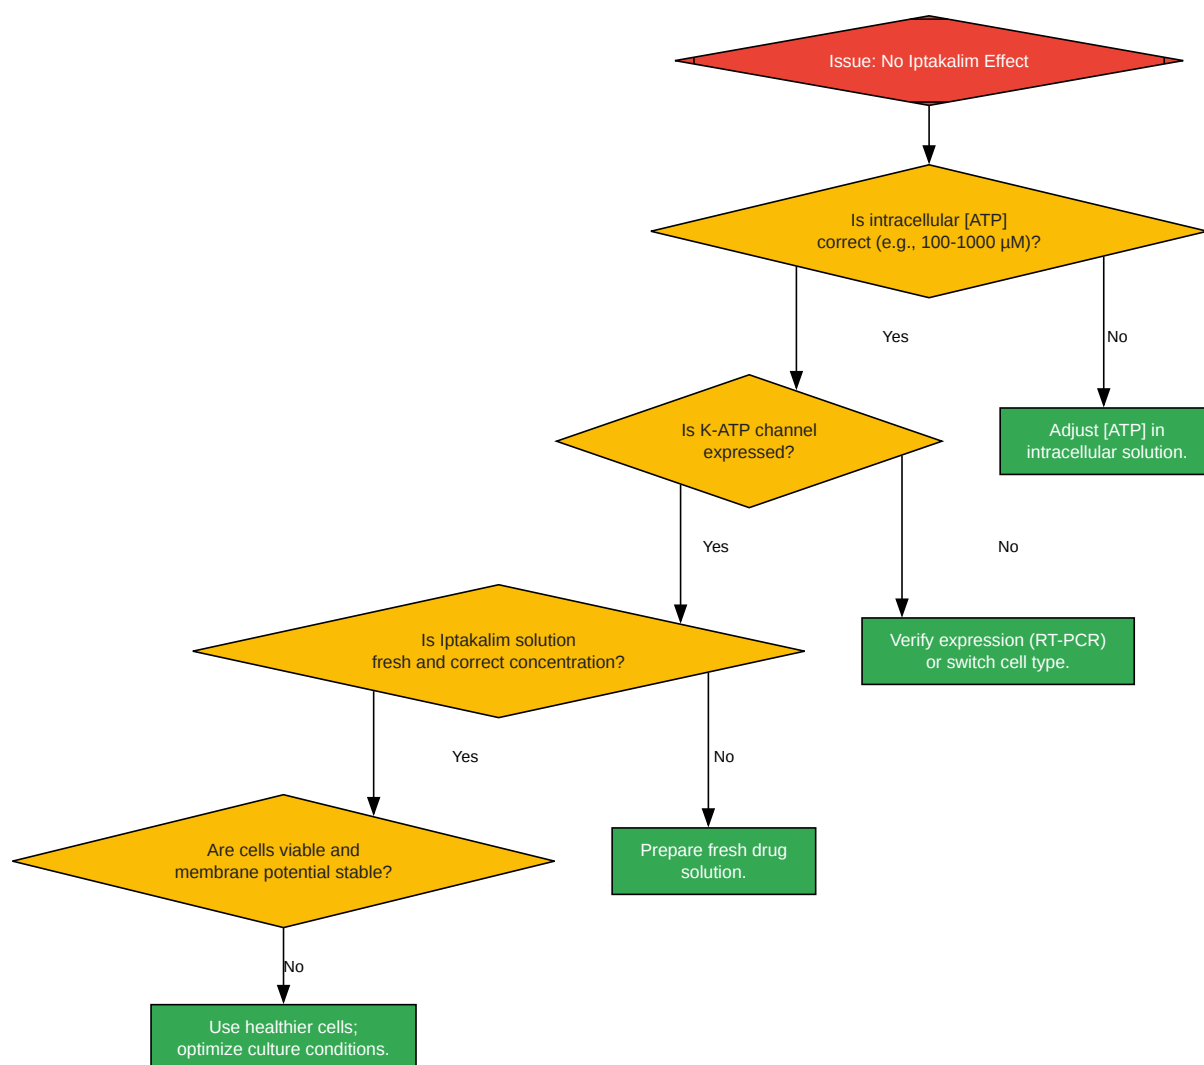 Issue: No Iptakalim Effect
Is intracellular [ATP]
correct (e.g., 100-1000 µM)?
Yes
No
Is K-ATP channel
expressed?
Adjust [ATP] in
intracellular solution.
Yes
No
Is Iptakalim solution
fresh and correct concentration?
Verify expression (RT-PCR)
or switch cell type.
Yes
No
Are cells viable and
membrane potential stable?
Prepare fresh drug
solution.
No
Use healthier cells;
optimize culture conditions.